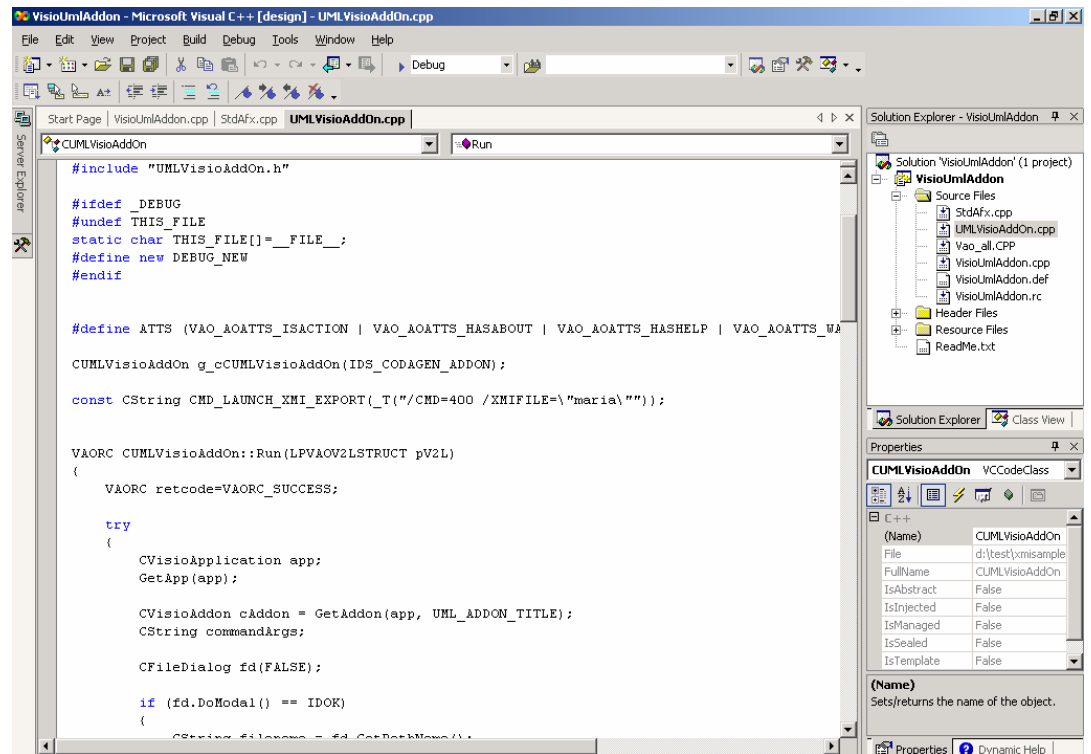 VisioUmlAddon - Microsoft Visual C++ [design] - UMLVisioAddOn.cpp
File Edit View Project Build Debug Tools Window Help
Debug
Server Explorer
Start Page VisioUmlAddon.cpp StdAfx.cpp UMLVisioAddOn.cpp
CUMLVisioAddOn Run
#include "UMLVisioAddOn.h"
#ifdef _DEBUG
#undef THIS_FILE
static char THIS_FILE[]=__FILE__;
#define new DEBUG_NEW
#endif
#define ATTS (VAO_AOATTS_ISACTION | VAO_AOATTS_HASABOUT | VAO_AOATTS_HASHELP | VAO_AOATTS_WA
CUMLVisioAddOn g_cCUMLVisioAddOn(IDS_CODAGEN_ADDON);
const CString CMD_LAUNCH_XMI_EXPORT(_T("/CMD=400 /XMIFILE=\"maria\""));
VAORC CUMLVisioAddOn::Run(LPVAOV2LSTRUCT pV2L)
{
VAORC retcode=VAORC_SUCCESS;
try
{
CVisioApplication app;
GetApp(app);
CVisioAddon cAddon = GetAddon(app, UML_ADDON_TITLE);
CString commandArgs;
CFileDialog fd(FALSE);
if (fd.DoModal() == IDOK)
{
CString filename = fd.GetPathName();
Solution Explorer - VisioUmlAddon
Solution 'VisioUmlAddon' (1 project)
VisioUmlAddon
Source Files
StdAfx.cpp
UMLVisioAddOn.cpp
Vao_all.CPP
VisioUmlAddon.cpp
VisioUmlAddon.def
VisioUmlAddon.rc
Header Files
Resource Files
ReadMe.txt
Solution Explorer Class View
Properties
CUMLVisioAddOn VCCodeClass
C++
(Name) CUMLVisioAddOn
File d:\test\xmisample
FullName CUMLVisioAddOn
IsAbstract False
IsInjected False
IsManaged False
IsSealed False
IsTemplate False
(Name)
Sets/returns the name of the object.
Properties Dynamic Help